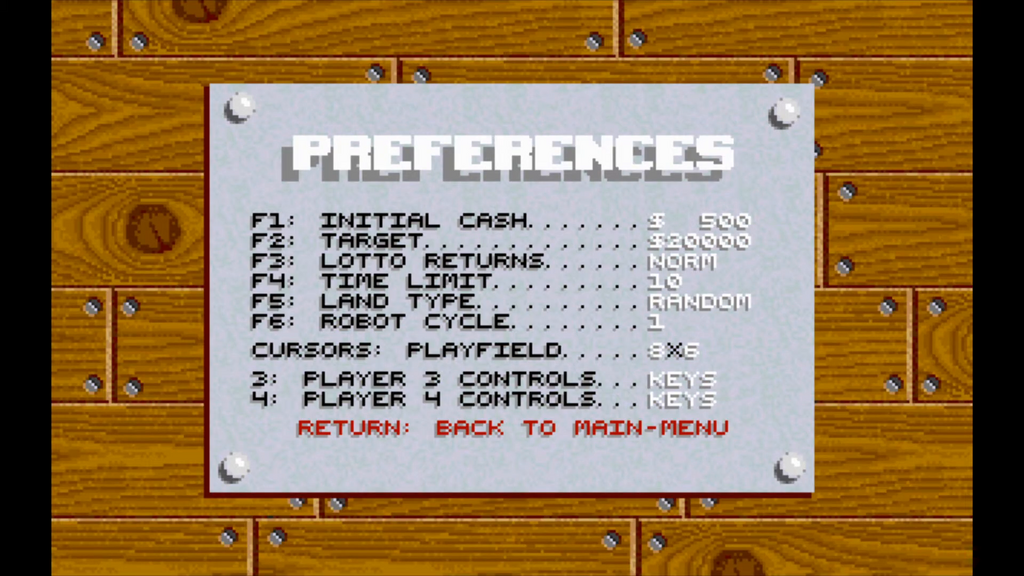 PREFERENCES
F1: INITIAL CASH.......$ 500
F2: TARGET.............$20000
F3: LOTTO RETURNS......NORM
F4: TIME LIMIT.........10
F5: LAND TYPE..........RANDOM
F6: ROBOT CYCLE........1
CURSORS: PLAYFIELD.....8X6
3: PLAYER 3 CONTROLS...KEYS
4: PLAYER 4 CONTROLS...KEYS
RETURN: BACK TO MAIN-MENU